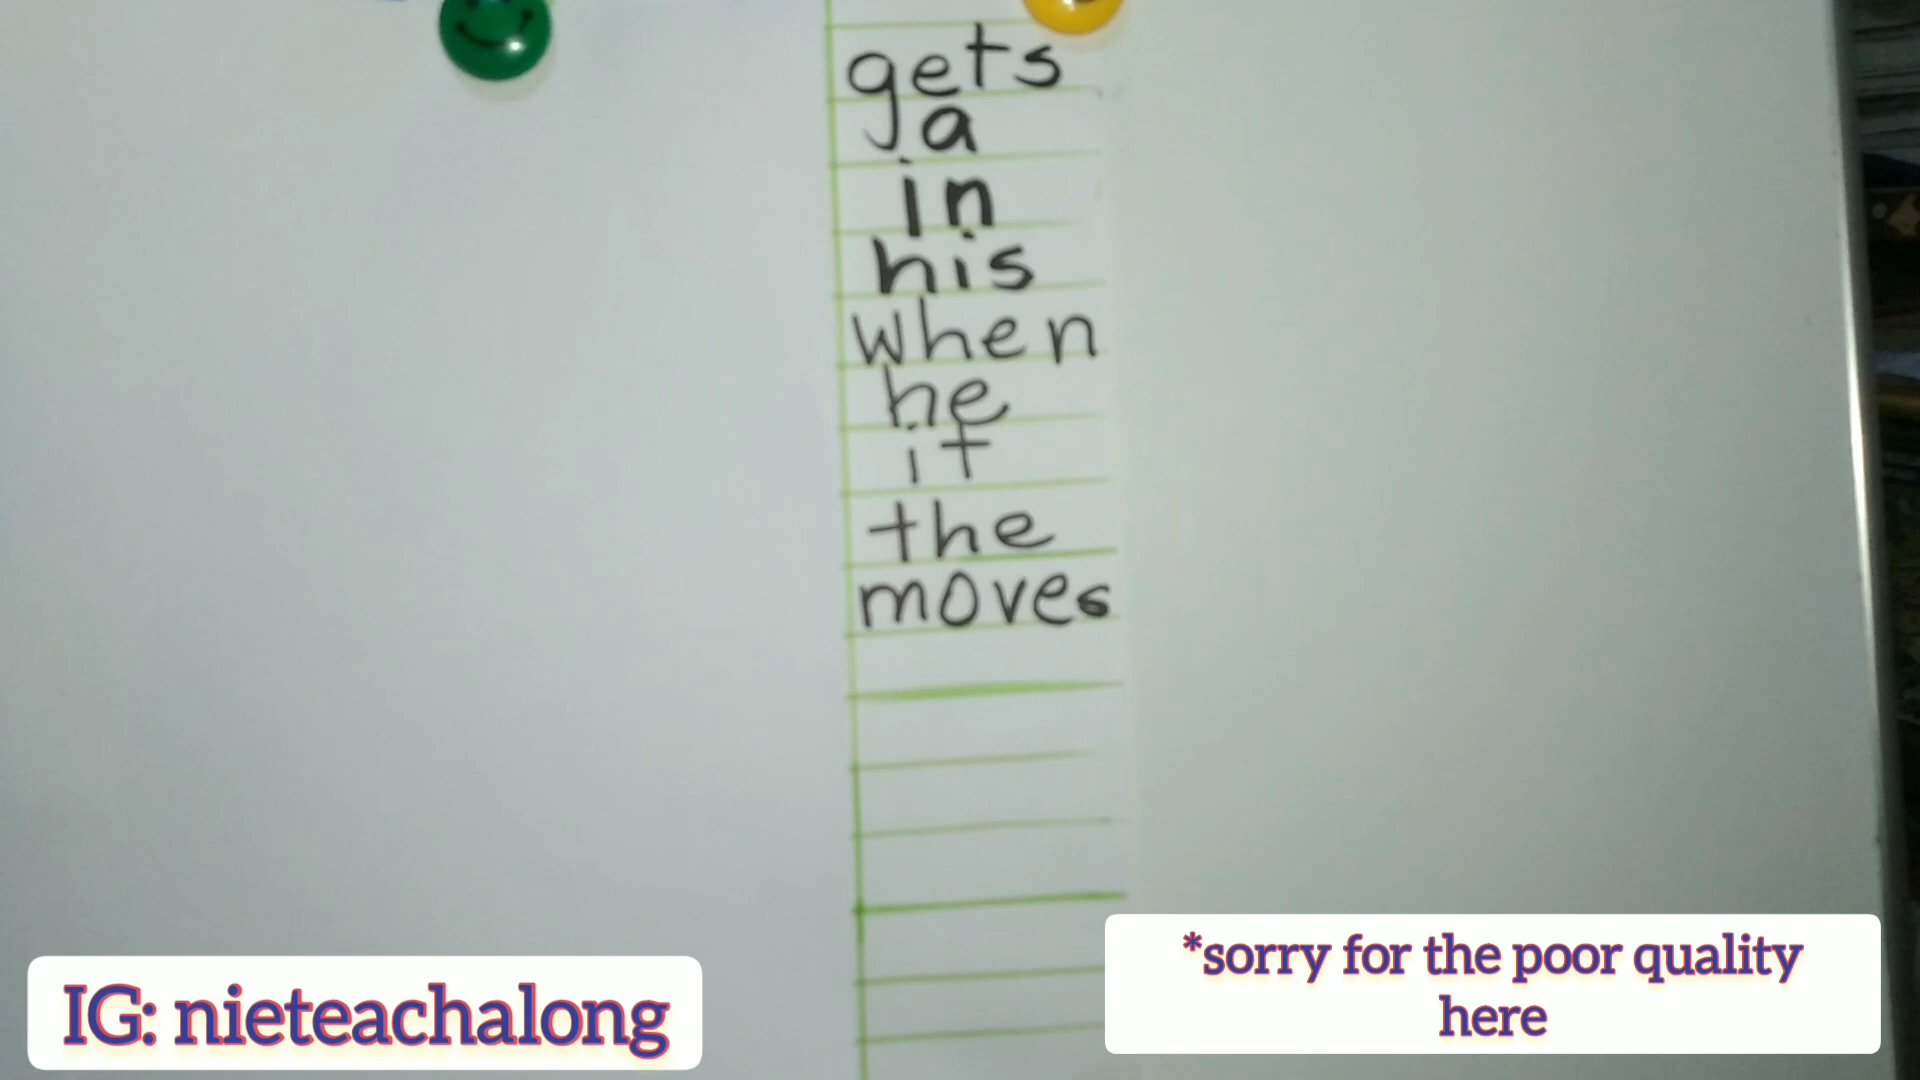 gets
a
in
his
when
he
it
the
moves
IG: nieteachalong
*sorry for the poor quality
here